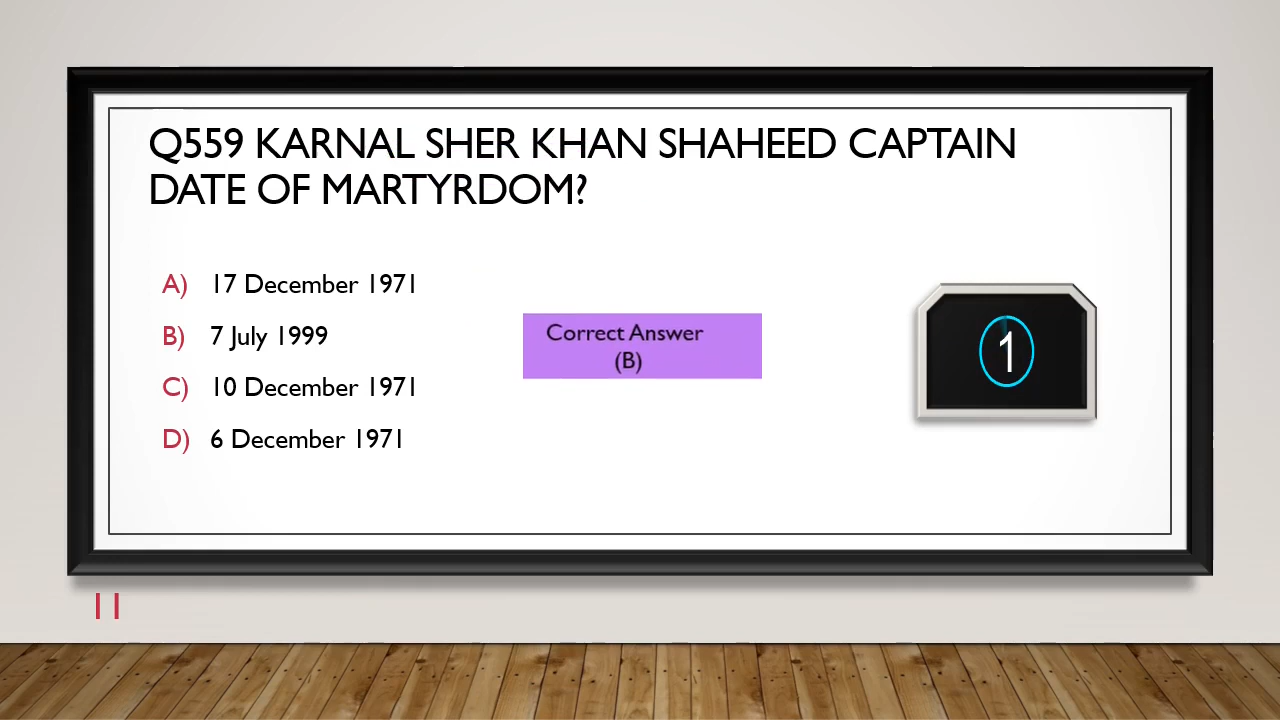 Q559 KARNAL SHER KHAN SHAHEED CAPTAIN
DATE OF MARTYRDOM?
A) 17 December 1971
B) 7 July 1999
C) 10 December 1971
D) 6 December 1971
Correct Answer
(B)
1
11